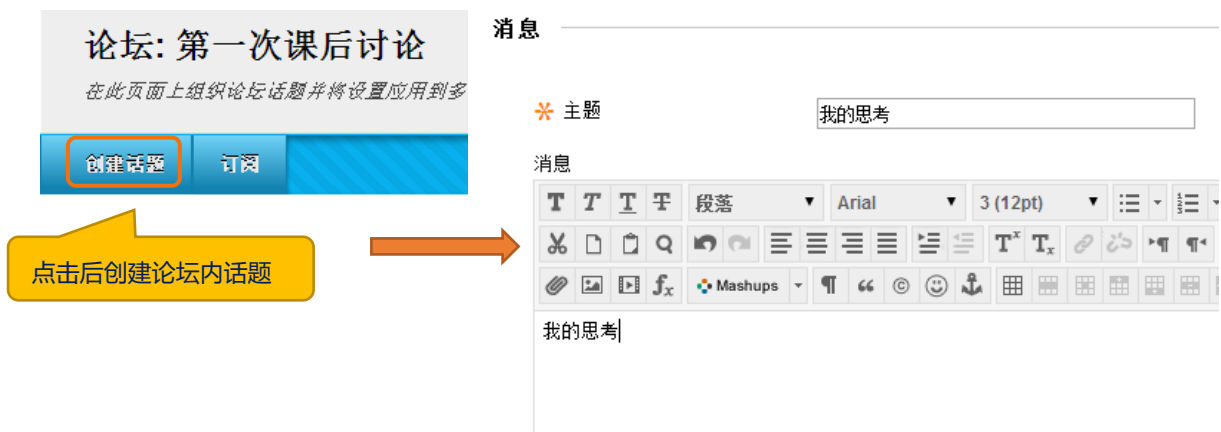 论坛: 第一次课后讨论
在此页面上组织论坛话题并将设置应用到多
创建话题 订阅
点击后创建论坛内话题
消息
主题 我的思考
消息
T T T T 段落 Arial 3 (12pt)
Tx Tx
fx Mashups ¶ “ © 
我的思考